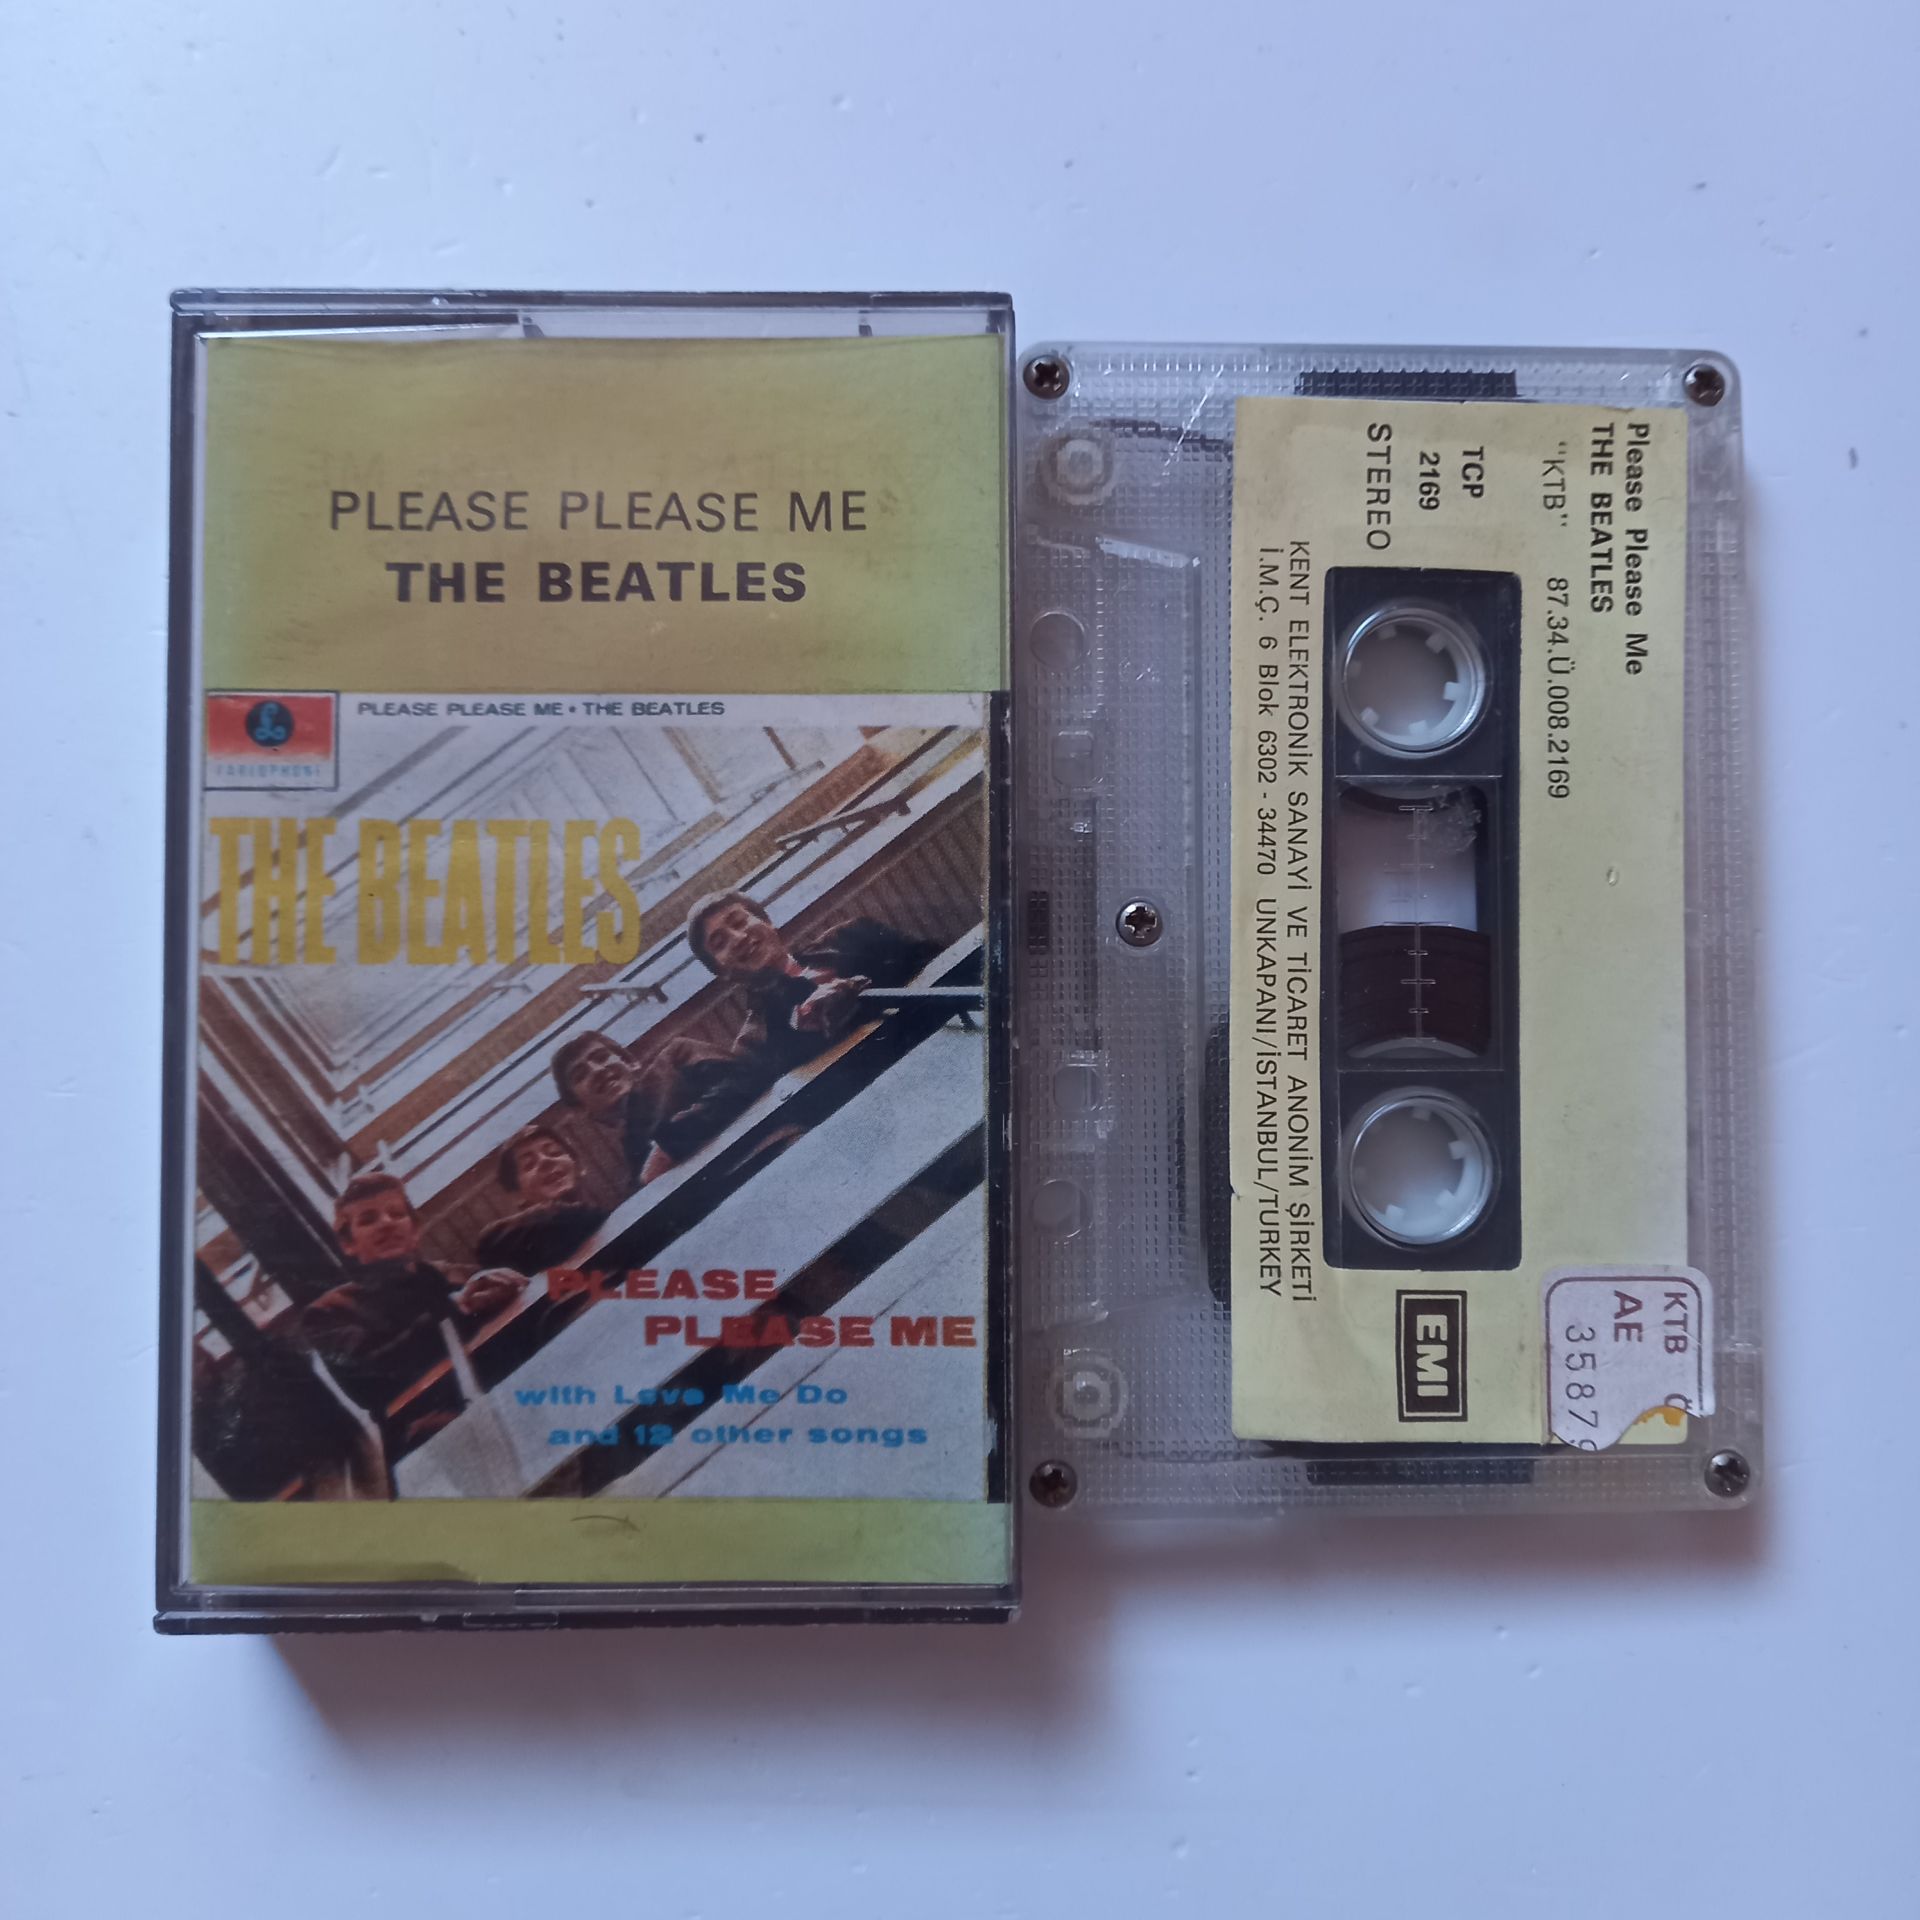 PLEASE PLEASE ME
THE BEATLES
PARLOPHONE
PLEASE PLEASE ME • THE BEATLES
THE BEATLES
PLEASE
PLEASE ME
with Love Me Do
and 12 other songs
Please Please Me
THE BEATLES
"KTB" 87.34.Ü.008.2169
TCP
2169
STEREO
KENT ELEKTRONİK SANAYİ VE TİCARET ANONİM ŞİRKETİ
İ.M.Ç. 6 Blok 6302 - 34470 UNKAPANI/İSTANBUL/TURKEY
EMI
KTB
AE
3587